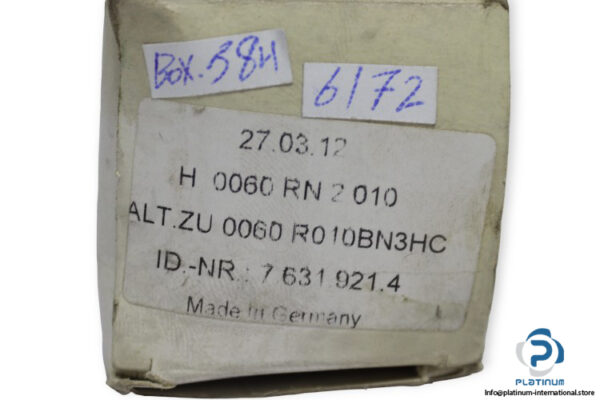 Box.584
6172
27.03.12
H 0060 RN 2 010
ALT.ZU 0060 R010BN3HC
ID.-NR.: 7 631 921.4
Made In Germany
PLATINUM
Info@platinum-international.store